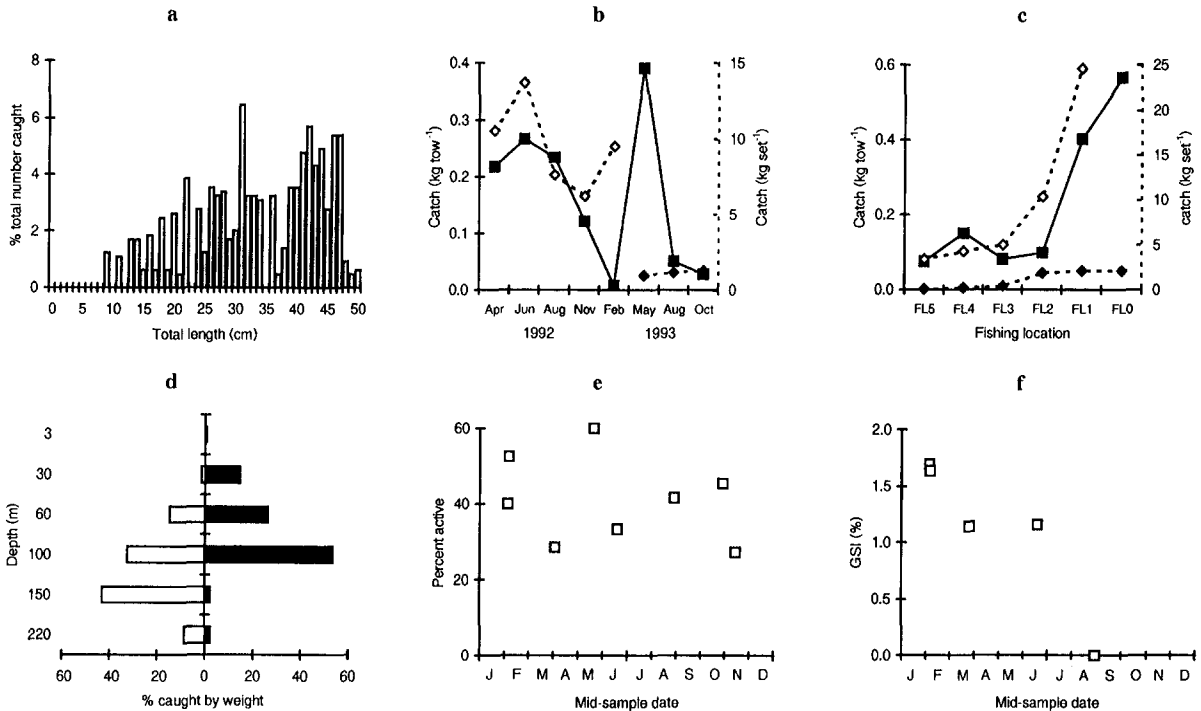 a
8
6
4
2
0
% total number caught
0 5 10 15 20 25 30 35 40 45 50
Total length (cm)
b
0.4
0.3
0.2
0.1
0.0
Catch (kg tow⁻¹)
15
10
5
0
Catch (kg set⁻¹)
Apr Jun Aug Nov Feb May Aug Oct
1992 1993
c
0.6
0.4
0.2
0.0
Catch (kg tow⁻¹)
25
20
15
10
5
0
catch (kg set⁻¹)
FL5 FL4 FL3 FL2 FL1 FL0
Fishing location
d
3
30
60
100
150
220
Depth (m)
60 40 20 0 20 40 60
% caught by weight
e
60
40
20
0
Percent active
J F M A M J J A S O N D
Mid-sample date
f
2.0
1.5
1.0
0.5
0.0
GSI (%)
J F M A M J J A S O N D
Mid-sample date